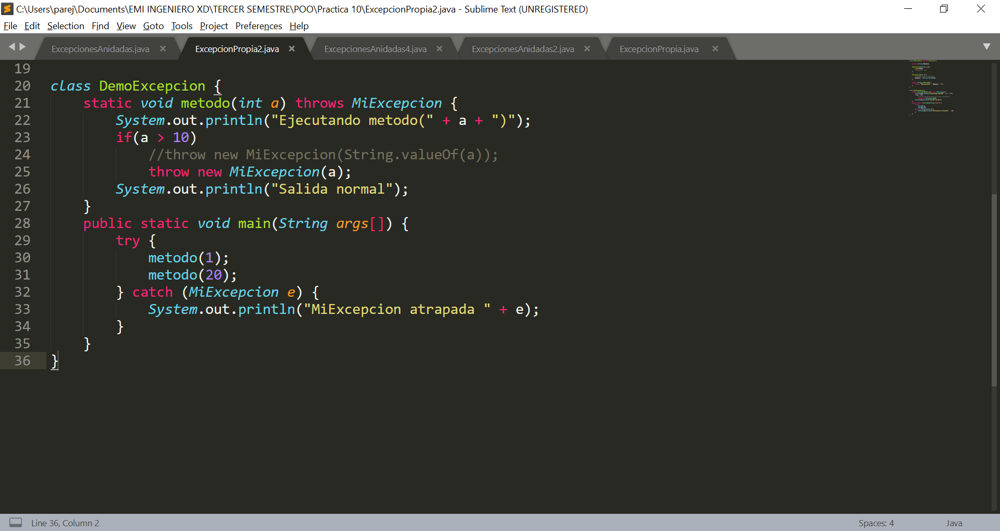 C:\Users\parej\Documents\EMI INGENIERO XD\TERCER SEMESTRE\POO\Practica 10\ExcepcionPropia2.java - Sublime Text (UNREGISTERED)
File Edit Selection Find View Goto Tools Project Preferences Help
ExcepcionesAnidadas.java ExcepcionPropia2.java ExcepcionesAnidadas4.java ExcepcionesAnidadas2.java ExcepcionPropia.java
19
20 class DemoExcepcion {
21     static void metodo(int a) throws MiExcepcion {
22         System.out.println("Ejecutando metodo(" + a + ")");
23         if(a > 10)
24             //throw new MiExcepcion(String.valueOf(a));
25             throw new MiExcepcion(a);
26         System.out.println("Salida normal");
27     }
28     public static void main(String args[]) {
29         try {
30             metodo(1);
31             metodo(20);
32         } catch (MiExcepcion e) {
33             System.out.println("MiExcepcion atrapada " + e);
34         }
35     }
36 }
Line 36, Column 2 Spaces: 4 Java